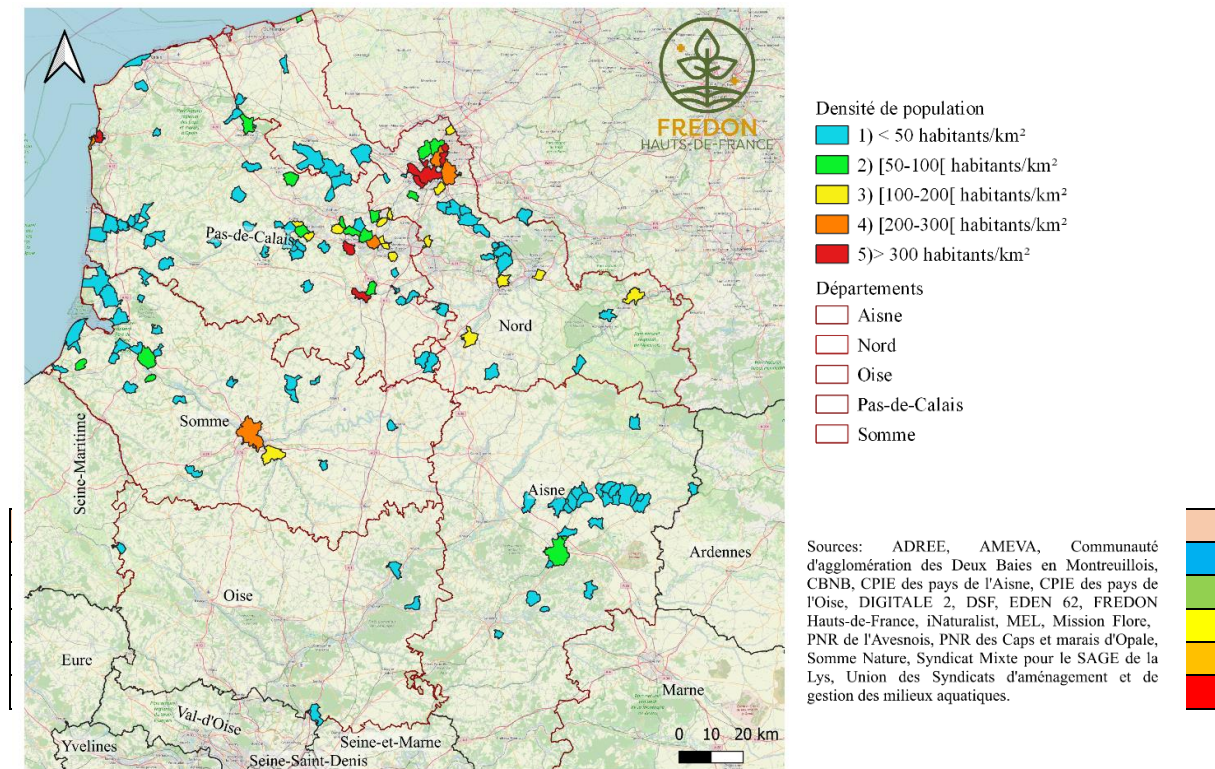 FREDON
HAUTS-DE-FRANCE
Pas-de-Calais
Nord
Somme
Seine-Maritime
Aisne
Ardennes
Oise
Eure
Marne
Val-d'Oise
Yvelines
Seine-et-Marne
Seine-Saint-Denis
0 10 20 km
Densité de population
1) < 50 habitants/km²
2) [50-100[ habitants/km²
3) [100-200[ habitants/km²
4) [200-300[ habitants/km²
5)> 300 habitants/km²
Départements
Aisne
Nord
Oise
Pas-de-Calais
Somme
Sources: ADREE, AMEVA, Communauté
d'agglomération des Deux Baies en Montreuillois,
CBNB, CPIE des pays de l'Aisne, CPIE des pays de
l'Oise, DIGITALE 2, DSF, EDEN 62, FREDON
Hauts-de-France, iNaturalist, MEL, Mission Flore,
PNR de l'Avesnois, PNR des Caps et marais d'Opale,
Somme Nature, Syndicat Mixte pour le SAGE de la
Lys, Union des Syndicats d'aménagement et de
gestion des milieux aquatiques.